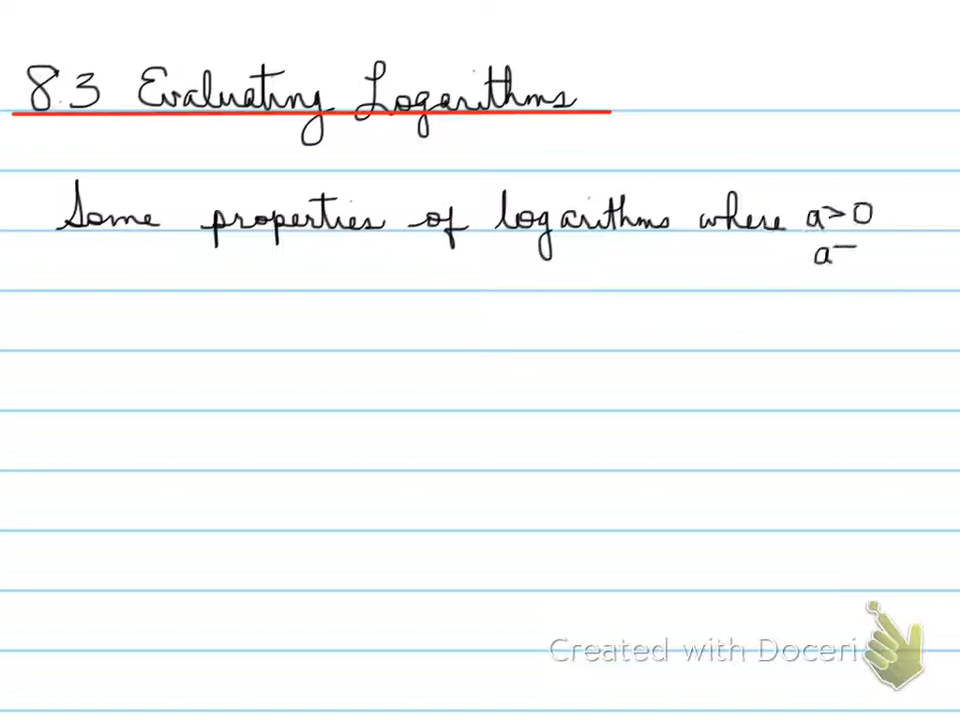 8.3 Evaluating Logarithms
Some properties of logarithms where a>0
a—
Created with Doceri